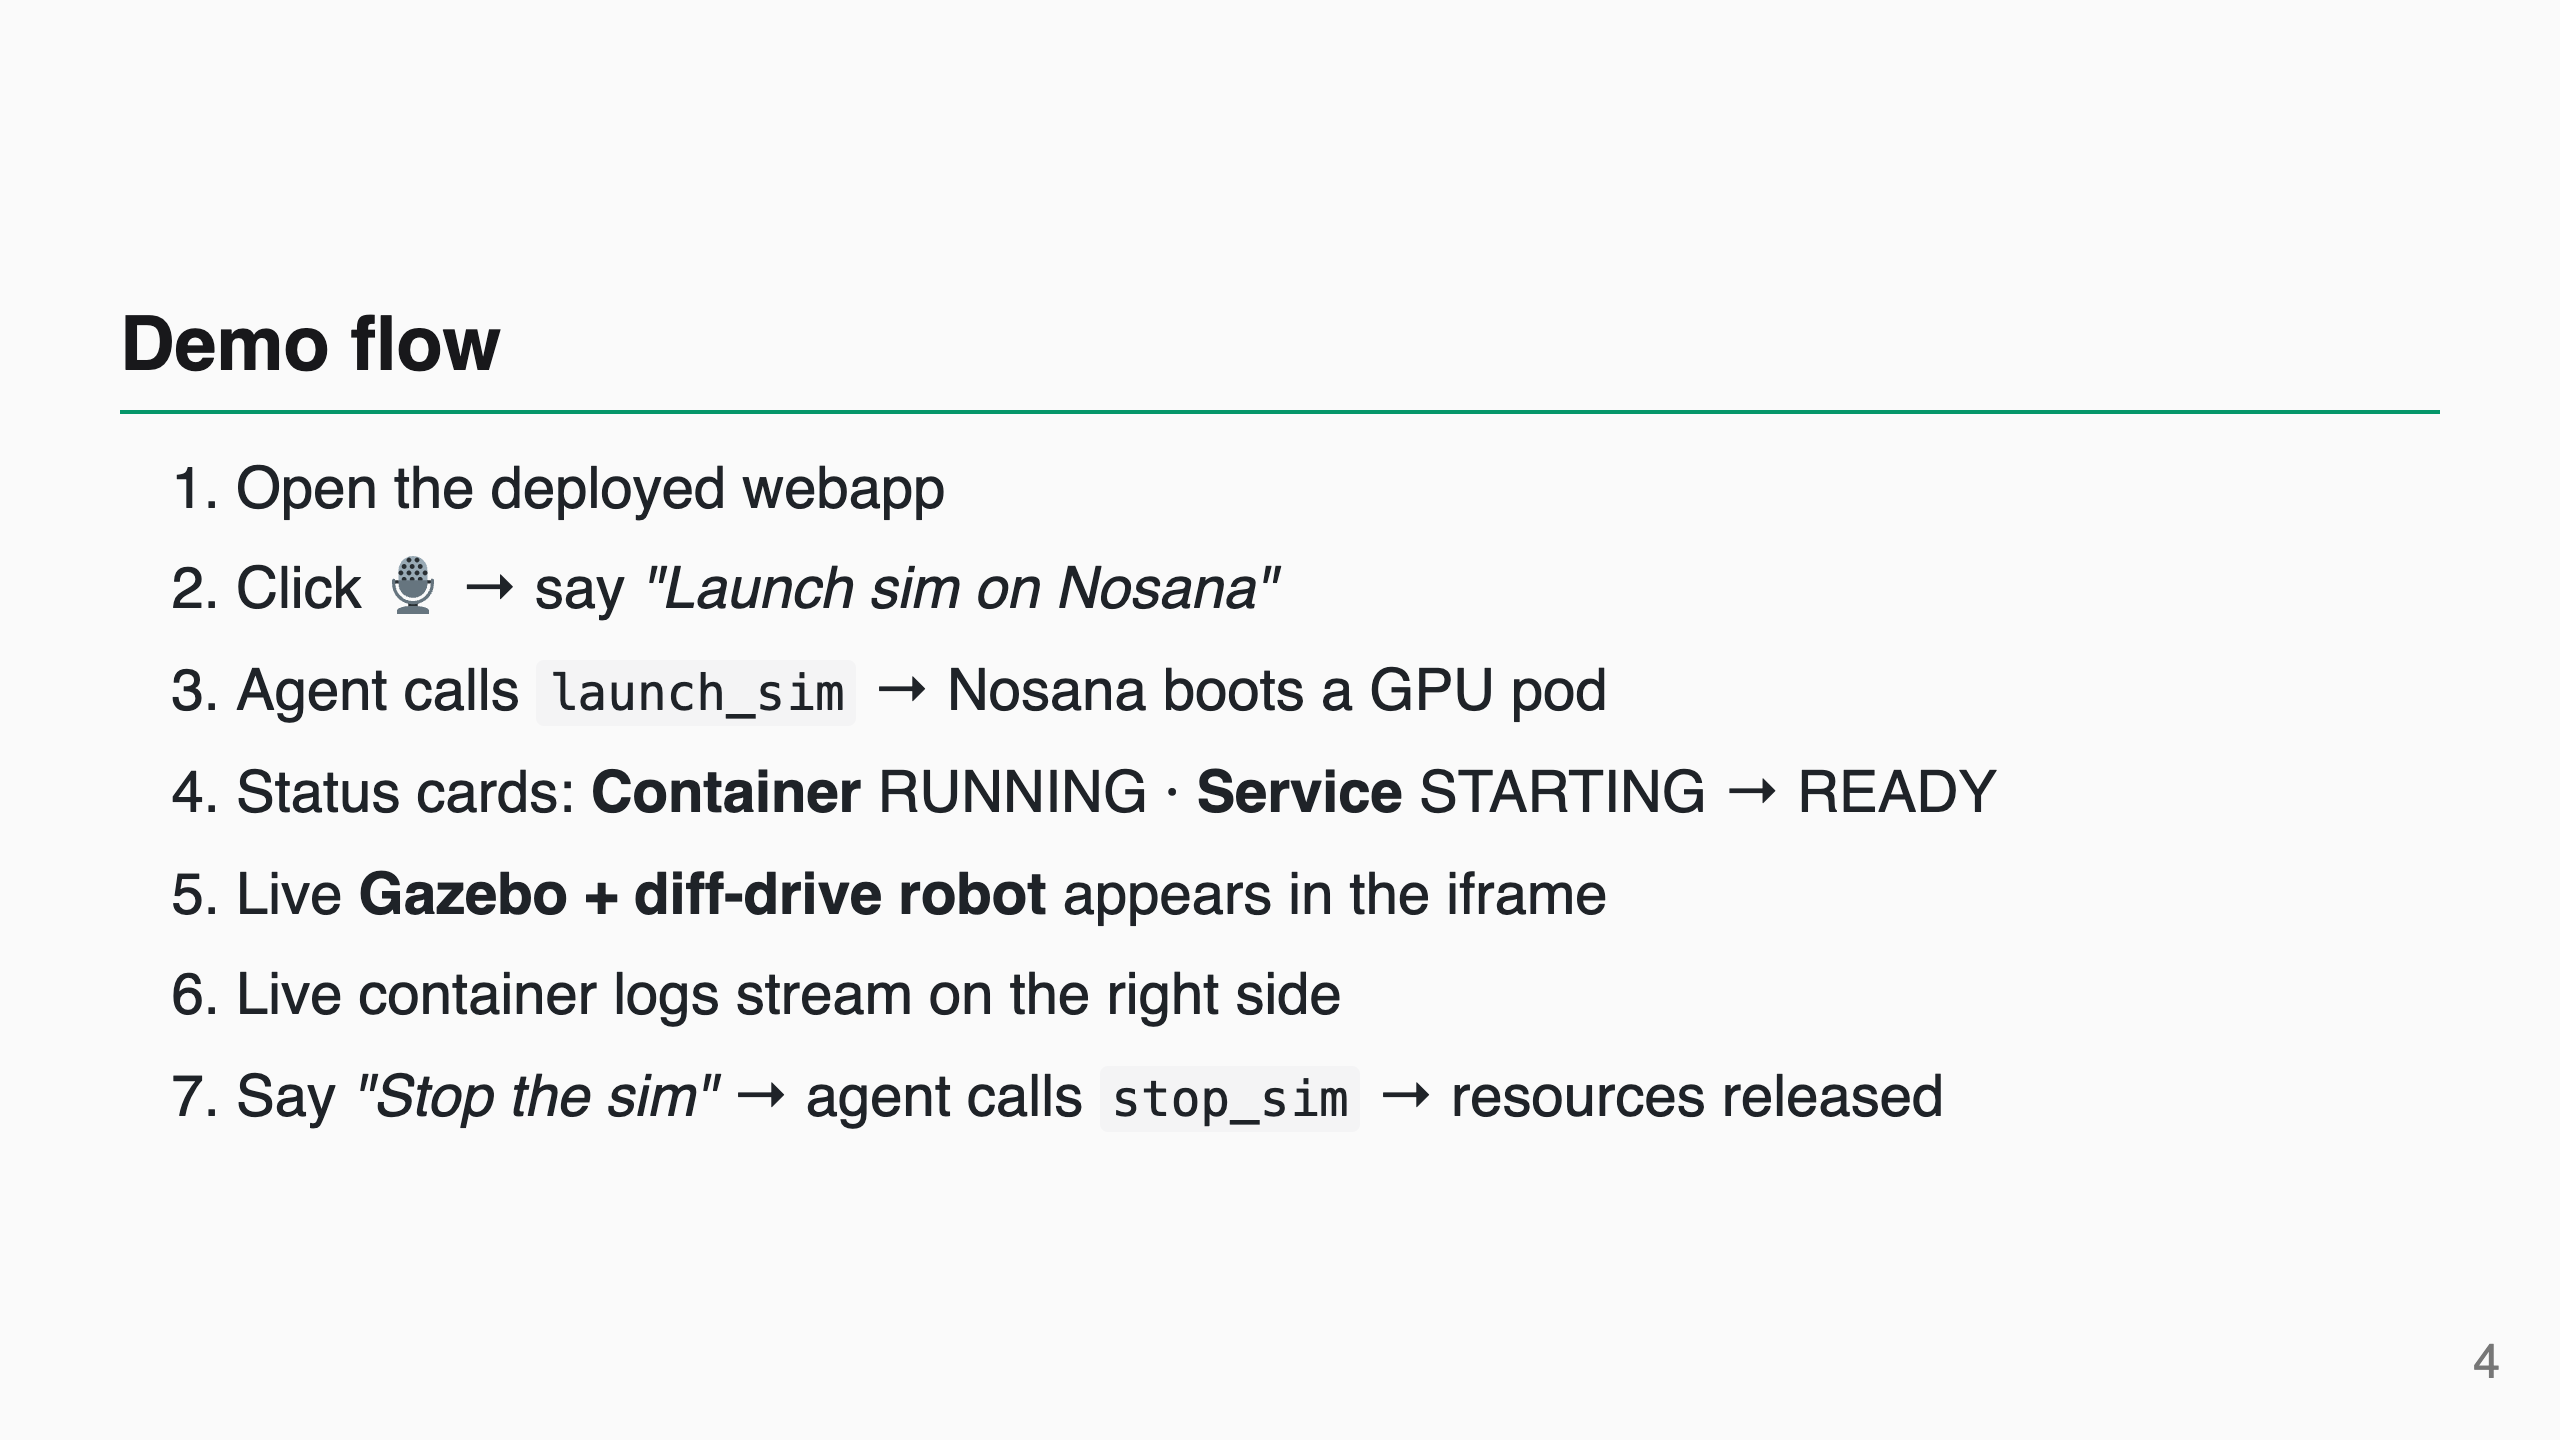 Demo flow
1. Open the deployed webapp
2. Click 🎙️ → say "Launch sim on Nosana"
3. Agent calls launch_sim → Nosana boots a GPU pod
4. Status cards: Container RUNNING · Service STARTING → READY
5. Live Gazebo + diff-drive robot appears in the iframe
6. Live container logs stream on the right side
7. Say "Stop the sim" → agent calls stop_sim → resources released
4